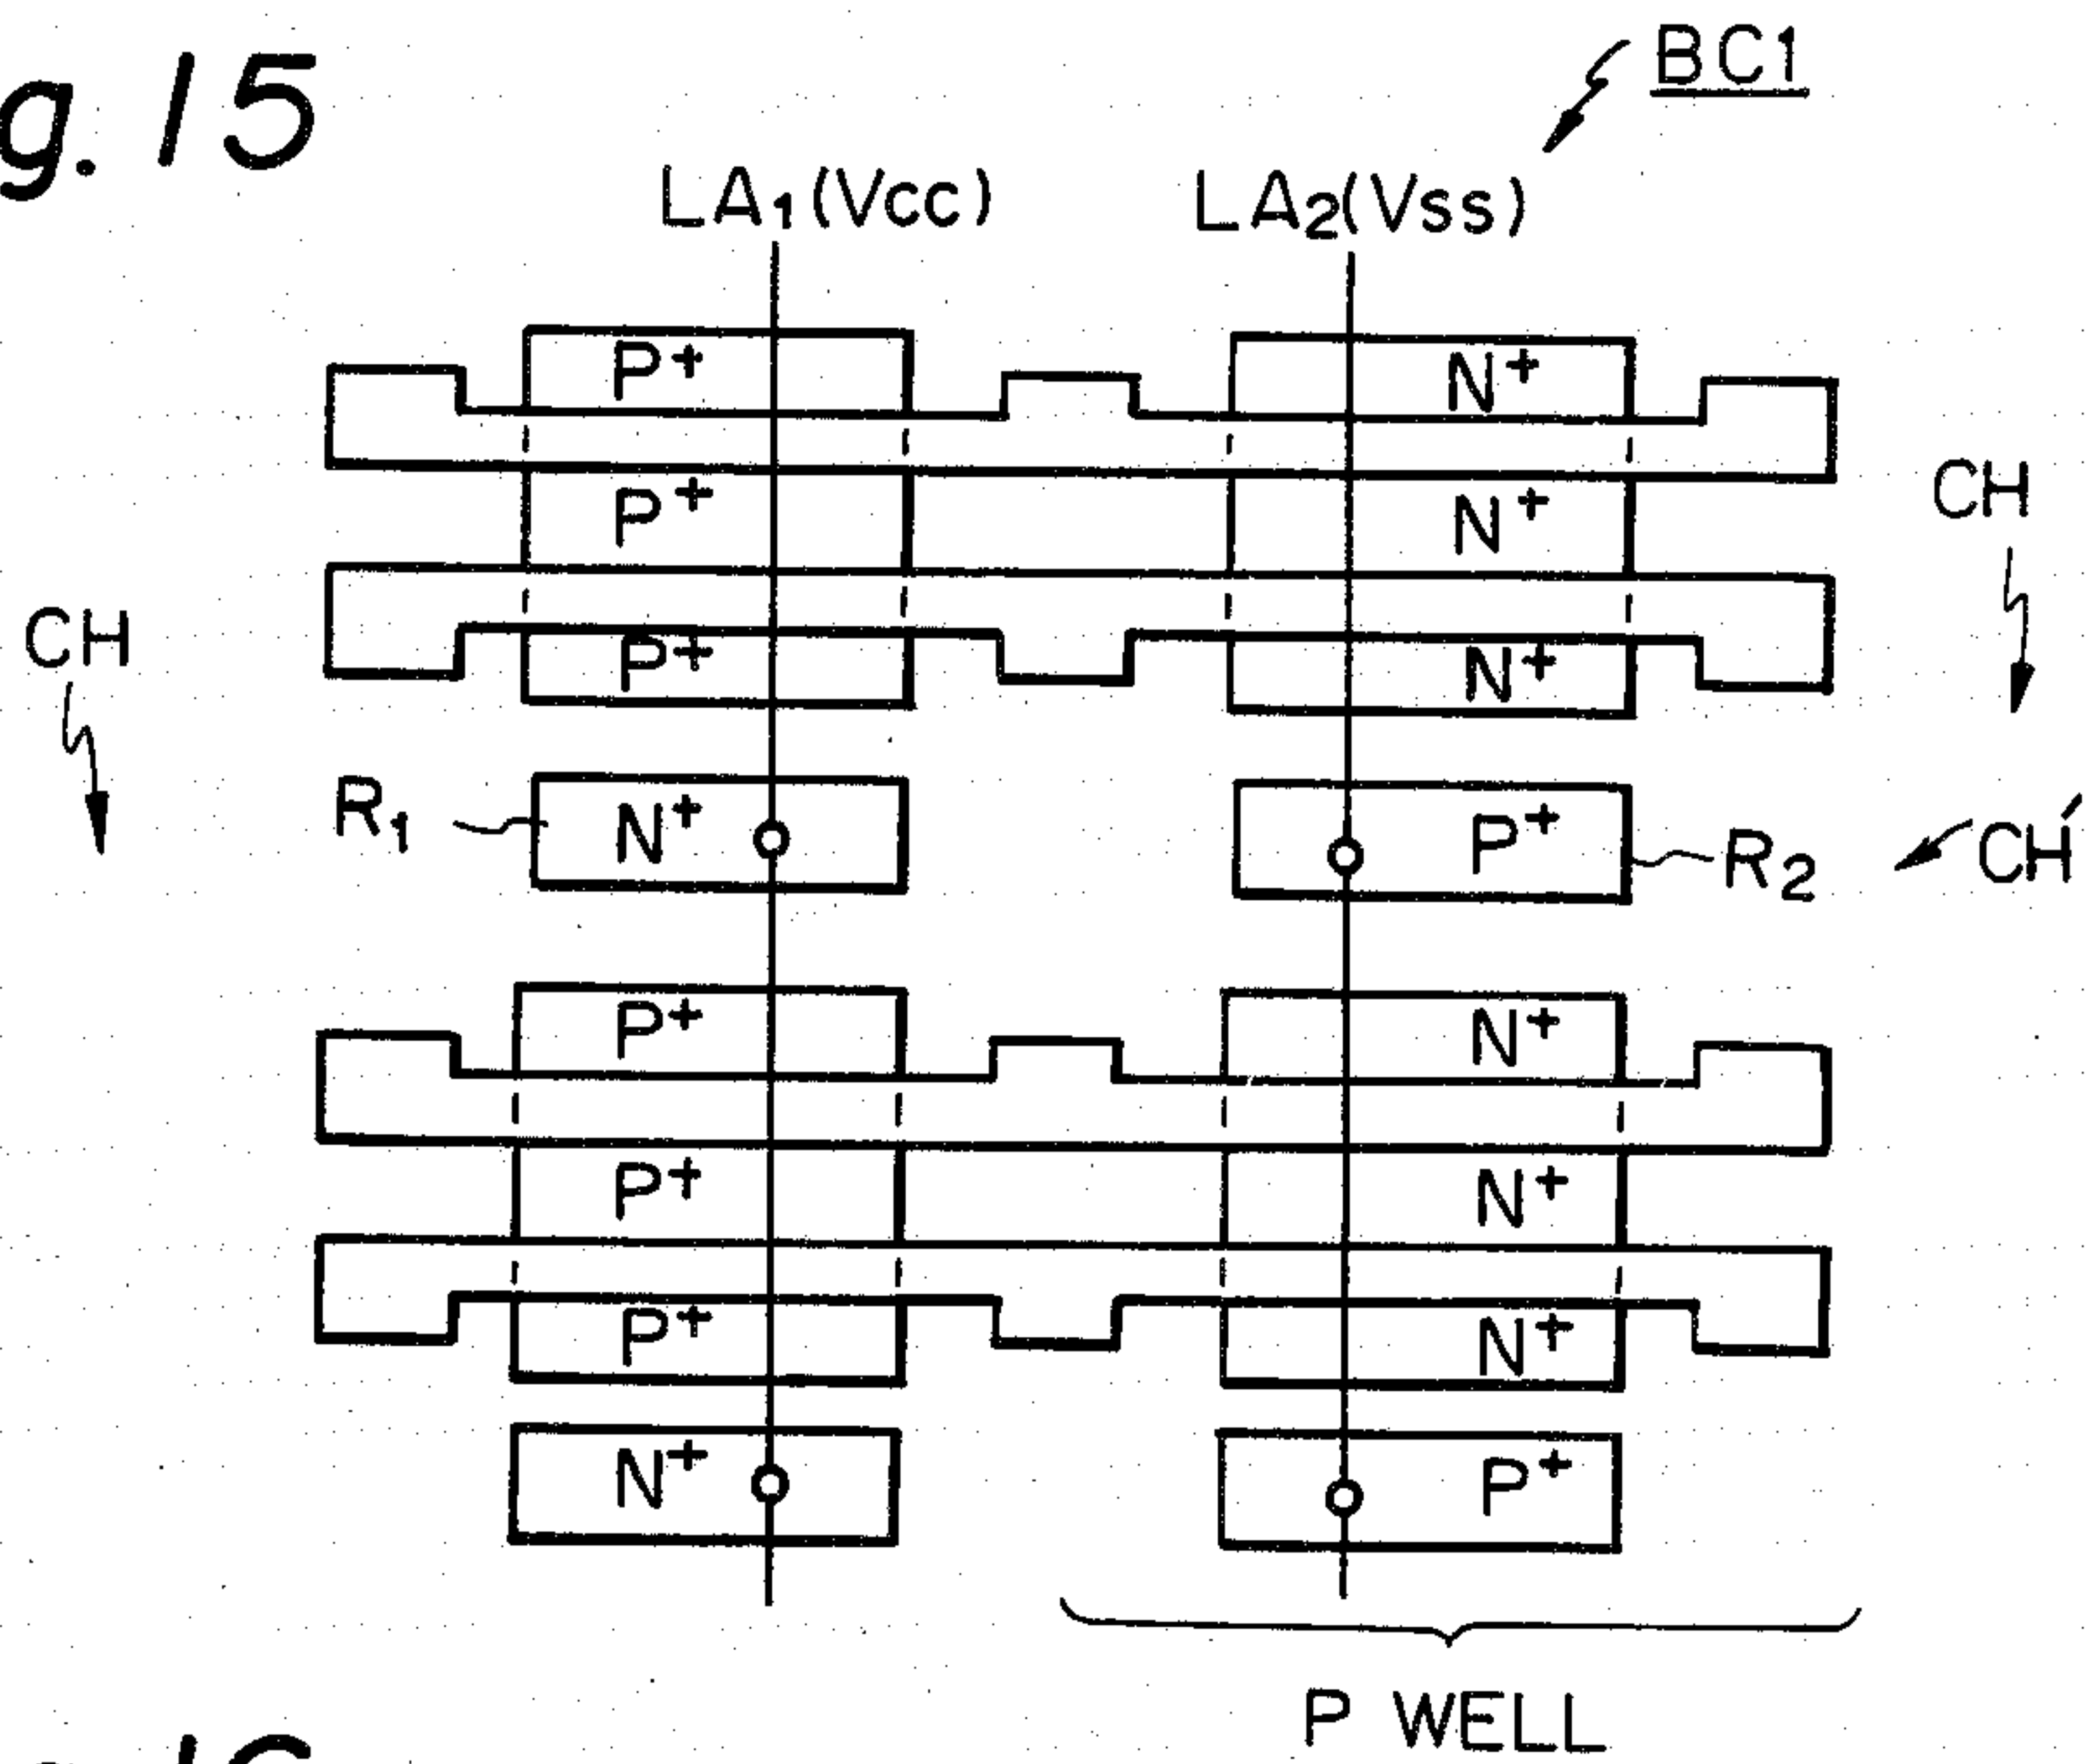 g. 15
BC1
LA1(Vcc)
LA2(Vss)
P+
N+
P+
N+
CH
CH
P+
N+
R1
N+
P+
R2
CH'
P+
N+
P+
N+
P+
N+
N+
P+
P WELL